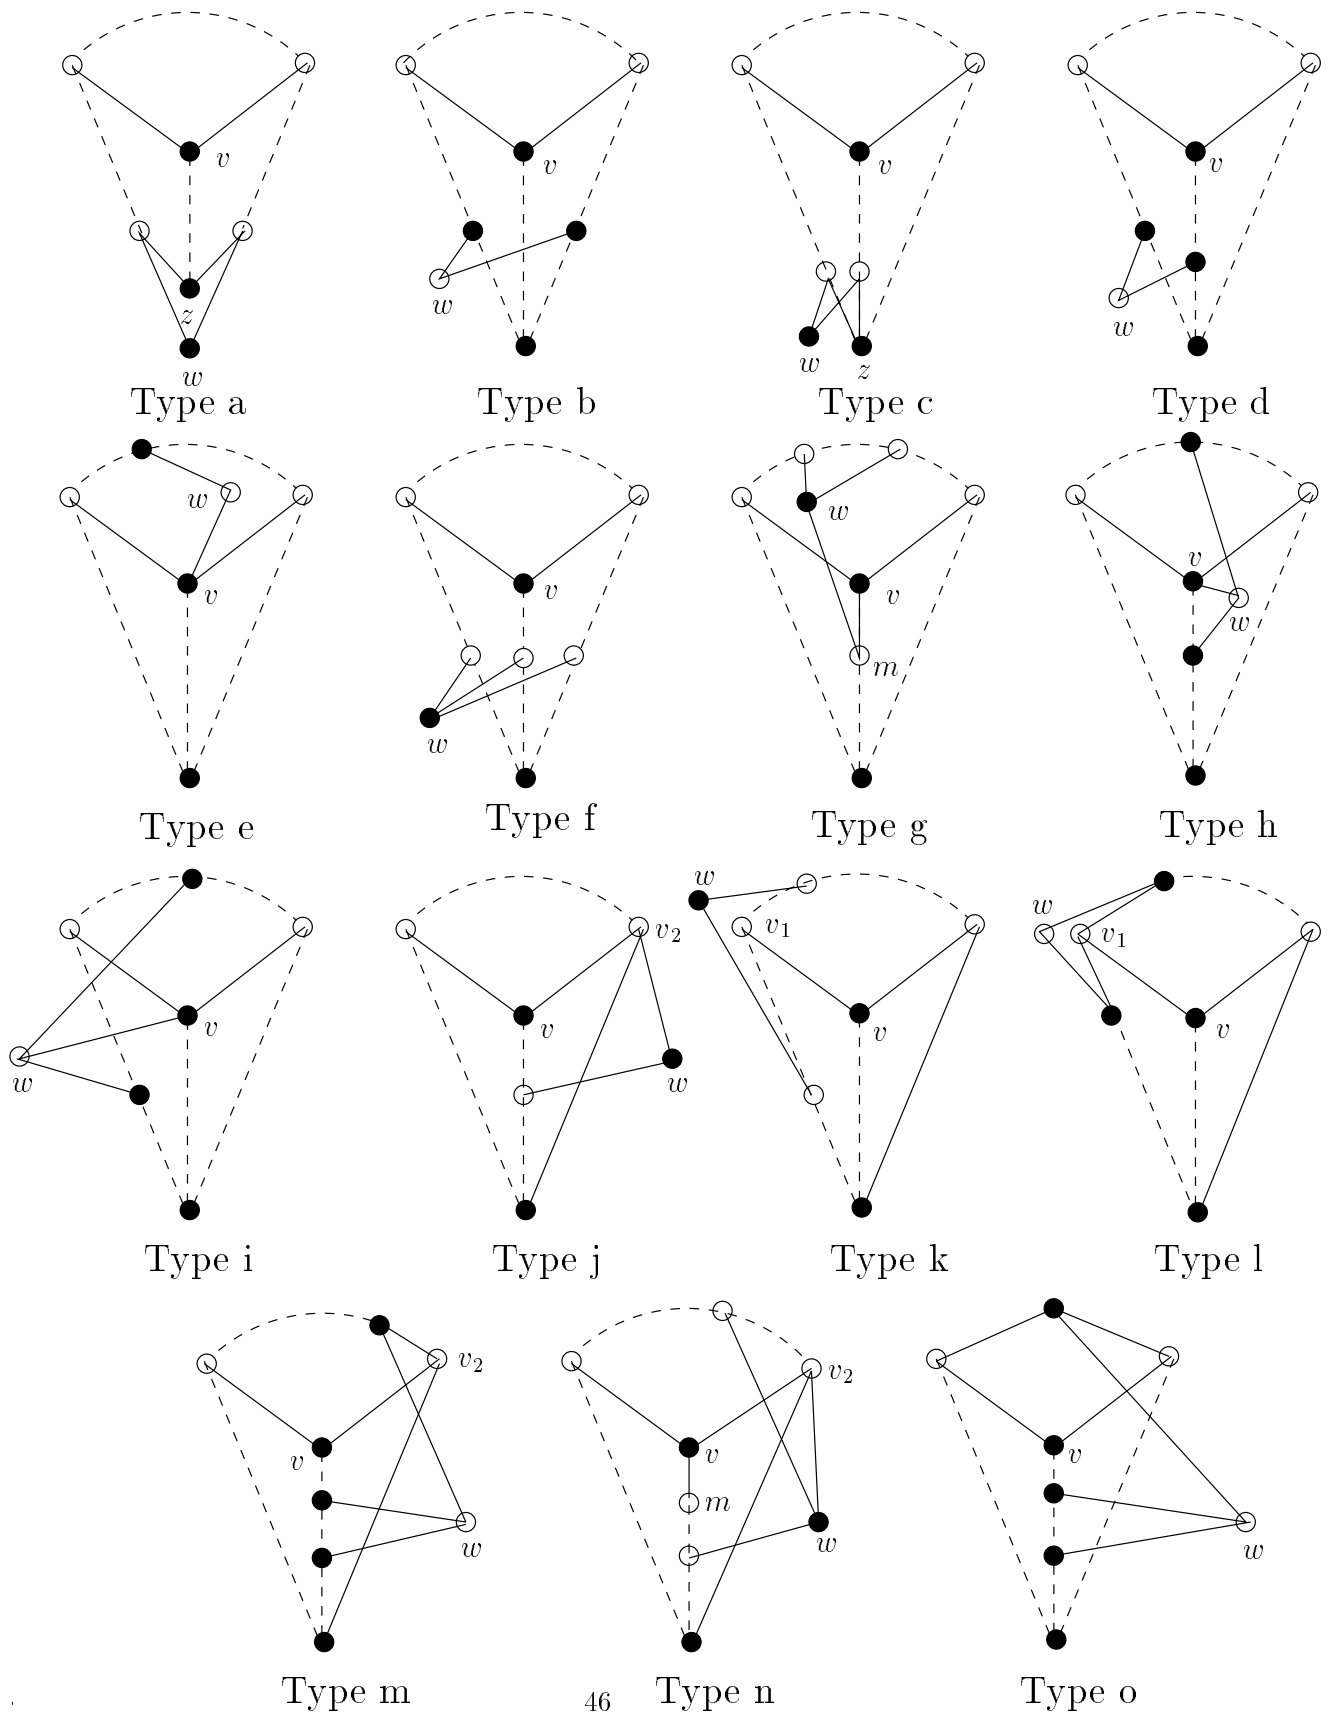 v
z
w
Type a
v
w
Type b
v
w
z
Type c
v
w
Type d
w
v
Type e
v
w
Type f
w
v
m
Type g
v
w
Type h
v
w
Type i
v₂
v
w
Type j
w
v₁
v
Type k
w
v₁
v
Type l
v₂
v
w
Type m
v₂
v
m
w
Type n
v
w
Type o
46